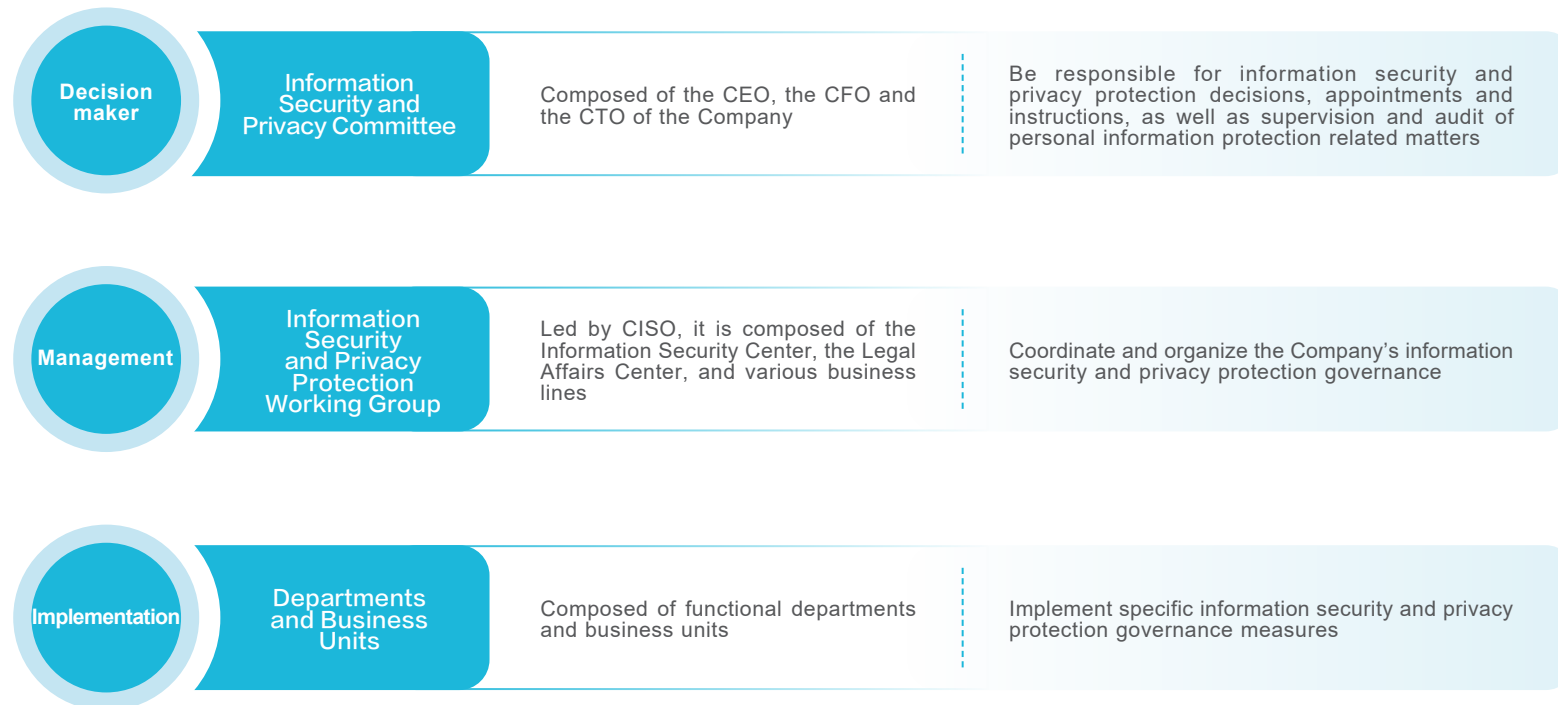 Decision
maker
Information
Security and
Privacy Committee
Composed of the CEO, the CFO and
the CTO of the Company
Be responsible for information security and
privacy protection decisions, appointments and
instructions, as well as supervision and audit of
personal information protection related matters
Management
Information
Security
and Privacy
Protection
Working Group
Led by CISO, it is composed of the
Information Security Center, the Legal
Affairs Center, and various business
lines
Coordinate and organize the Company’s information
security and privacy protection governance
Implementation
Departments
and Business
Units
Composed of functional departments
and business units
Implement specific information security and privacy
protection governance measures